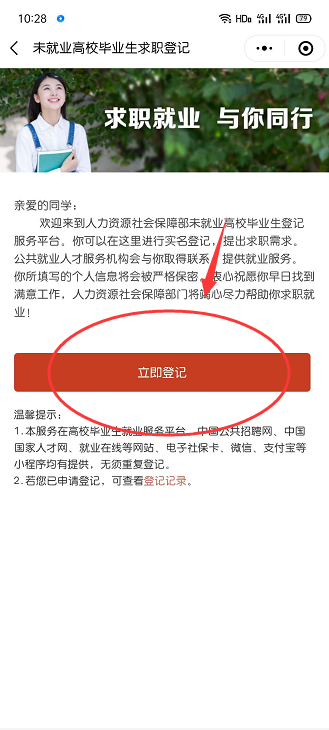 10:28 HD 4G 4G 79
未就业高校毕业生求职登记
求职就业 与你同行
亲爱的同学：
欢迎来到人力资源社会保障部未就业高校毕业生登记
服务平台。你可以在这里进行实名登记，提出求职需求。
公共就业人才服务机构会与你取得联系，提供就业服务。
你所填写的个人信息将会被严格保密。衷心祝愿你早日找到
满意工作，人力资源社会保障部门将竭心尽力帮助你求职就
业！
立即登记
温馨提示：
1.本服务在高校毕业生就业服务平台、中国公共招聘网、中国
国家人才网、就业在线等网站、电子社保卡、微信、支付宝等
小程序均有提供，无须重复登记。
2.若您已申请登记，可查看登记记录。